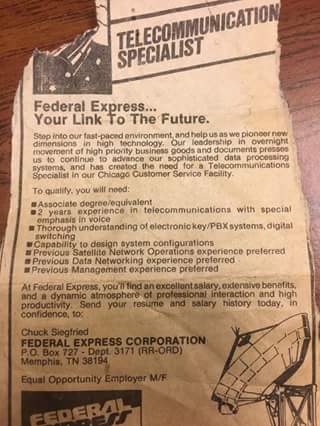 TELECOMMUNICATION
SPECIALIST
Federal Express...
Your Link To The Future.
Step into our fast-paced environment, and help us as we pioneer new
dimensions in high technology. Our leadership in overnight
movement of high priority business goods and documents presses
us to continue to advance our sophisticated data processing
systems, and has created the need for a Telecommunications
Specialist in our Chicago Customer Service Facility.
To qualify, you will need:
■ Associate degree/equivalent
■ 2 years experience in telecommunications with special
emphasis in voice
■ Thorough understanding of electronic key/PBX systems, digital
switching
■ Capability to design system configurations
■ Previous Satellite Network Operations experience preferred
■ Previous Data Networking experience preferred
■ Previous Management experience preferred
At Federal Express, you'll find an excellent salary, extensive benefits,
and a dynamic atmosphere of professional interaction and high
productivity. Send your resume and salary history today, in
confidence, to:
Chuck Siegfried
FEDERAL EXPRESS CORPORATION
P.O. Box 727 - Dept. 3171 (RR-ORD)
Memphis, TN 38194
Equal Opportunity Employer M/F
FEDERAL
EXPRESS